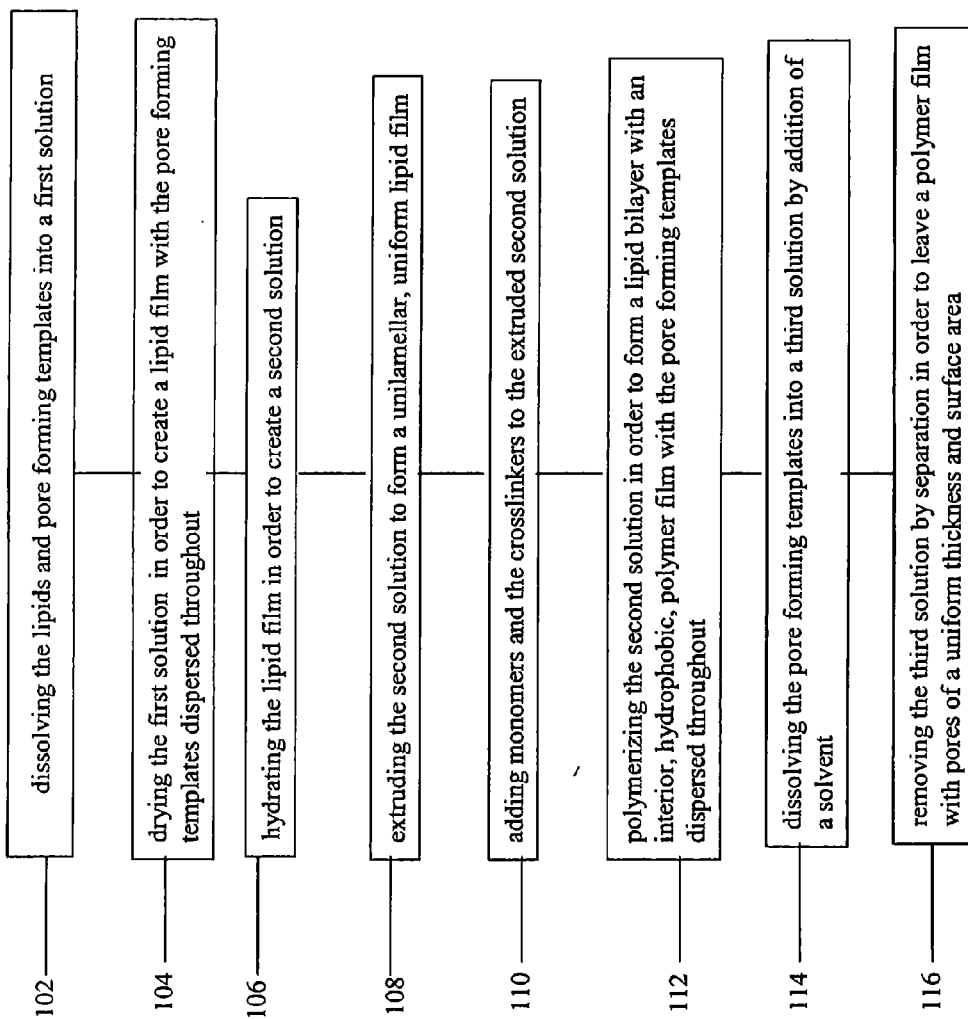 102
dissolving the lipids and pore forming templates into a first solution
104
drying the first solution in order to create a lipid film with the pore forming
templates dispersed throughout
106
hydrating the lipid film in order to create a second solution
108
extruding the second solution to form a unilamellar, uniform lipid film
110
adding monomers and the crosslinkers to the extruded second solution
112
polymerizing the second solution in order to form a lipid bilayer with an
interior, hydrophobic, polymer film with the pore forming templates
dispersed throughout
114
dissolving the pore forming templates into a third solution by addition of
a solvent
116
removing the third solution by separation in order to leave a polymer film
with pores of a uniform thickness and surface area